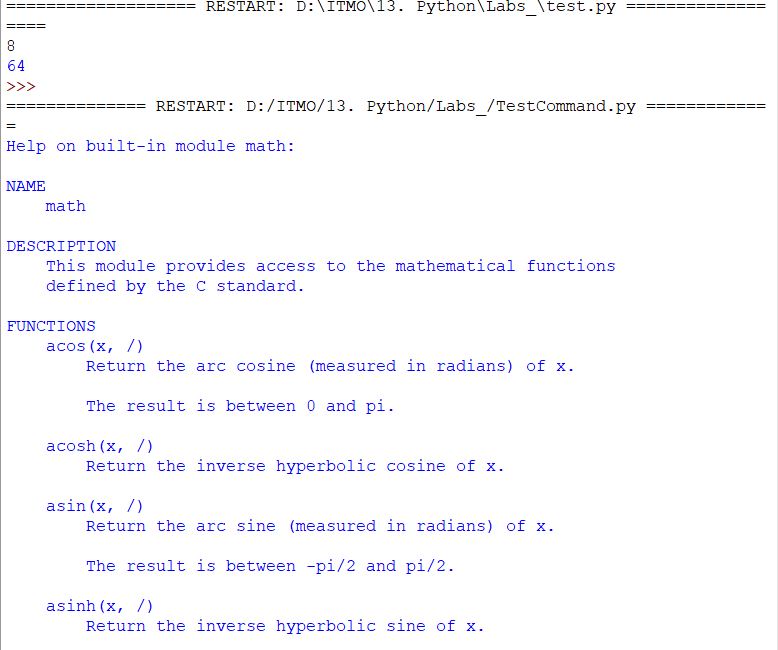 =================== RESTART: D:\ITMO\13. Python\Labs_\test.py ==============
====
8
64
>>>
============== RESTART: D:/ITMO/13. Python/Labs_/TestCommand.py ============
=
Help on built-in module math:
NAME
math
DESCRIPTION
This module provides access to the mathematical functions
defined by the C standard.
FUNCTIONS
acos(x, /)
Return the arc cosine (measured in radians) of x.
The result is between 0 and pi.
acosh(x, /)
Return the inverse hyperbolic cosine of x.
asin(x, /)
Return the arc sine (measured in radians) of x.
The result is between -pi/2 and pi/2.
asinh(x, /)
Return the inverse hyperbolic sine of x.